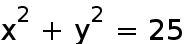 x² + y² = 25